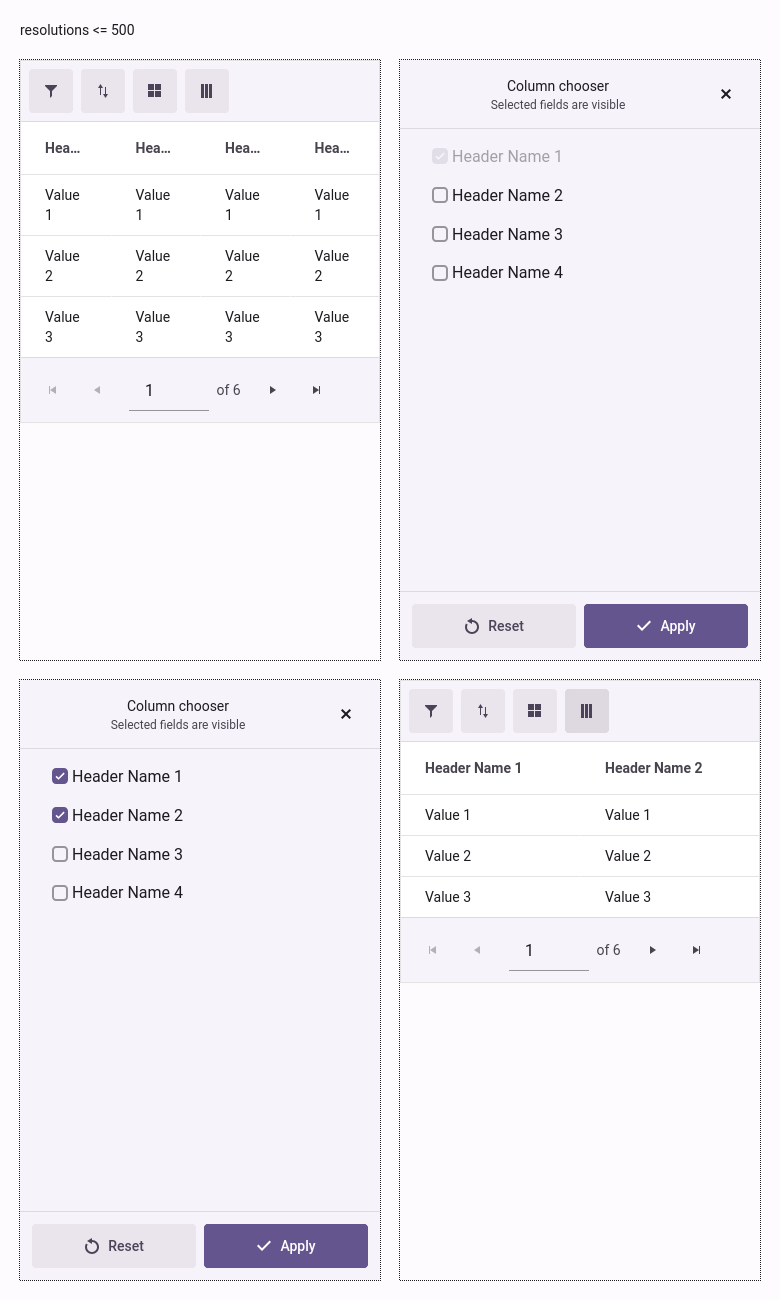 resolutions <= 500
Hea… Hea… Hea… Hea…
Value 1 Value 1 Value 1 Value 1
Value 2 Value 2 Value 2 Value 2
Value 3 Value 3 Value 3 Value 3
1 of 6
Column chooser
Selected fields are visible
Header Name 1
Header Name 2
Header Name 3
Header Name 4
Reset Apply
Column chooser
Selected fields are visible
Header Name 1
Header Name 2
Header Name 3
Header Name 4
Reset Apply
Header Name 1 Header Name 2
Value 1 Value 1
Value 2 Value 2
Value 3 Value 3
1 of 6